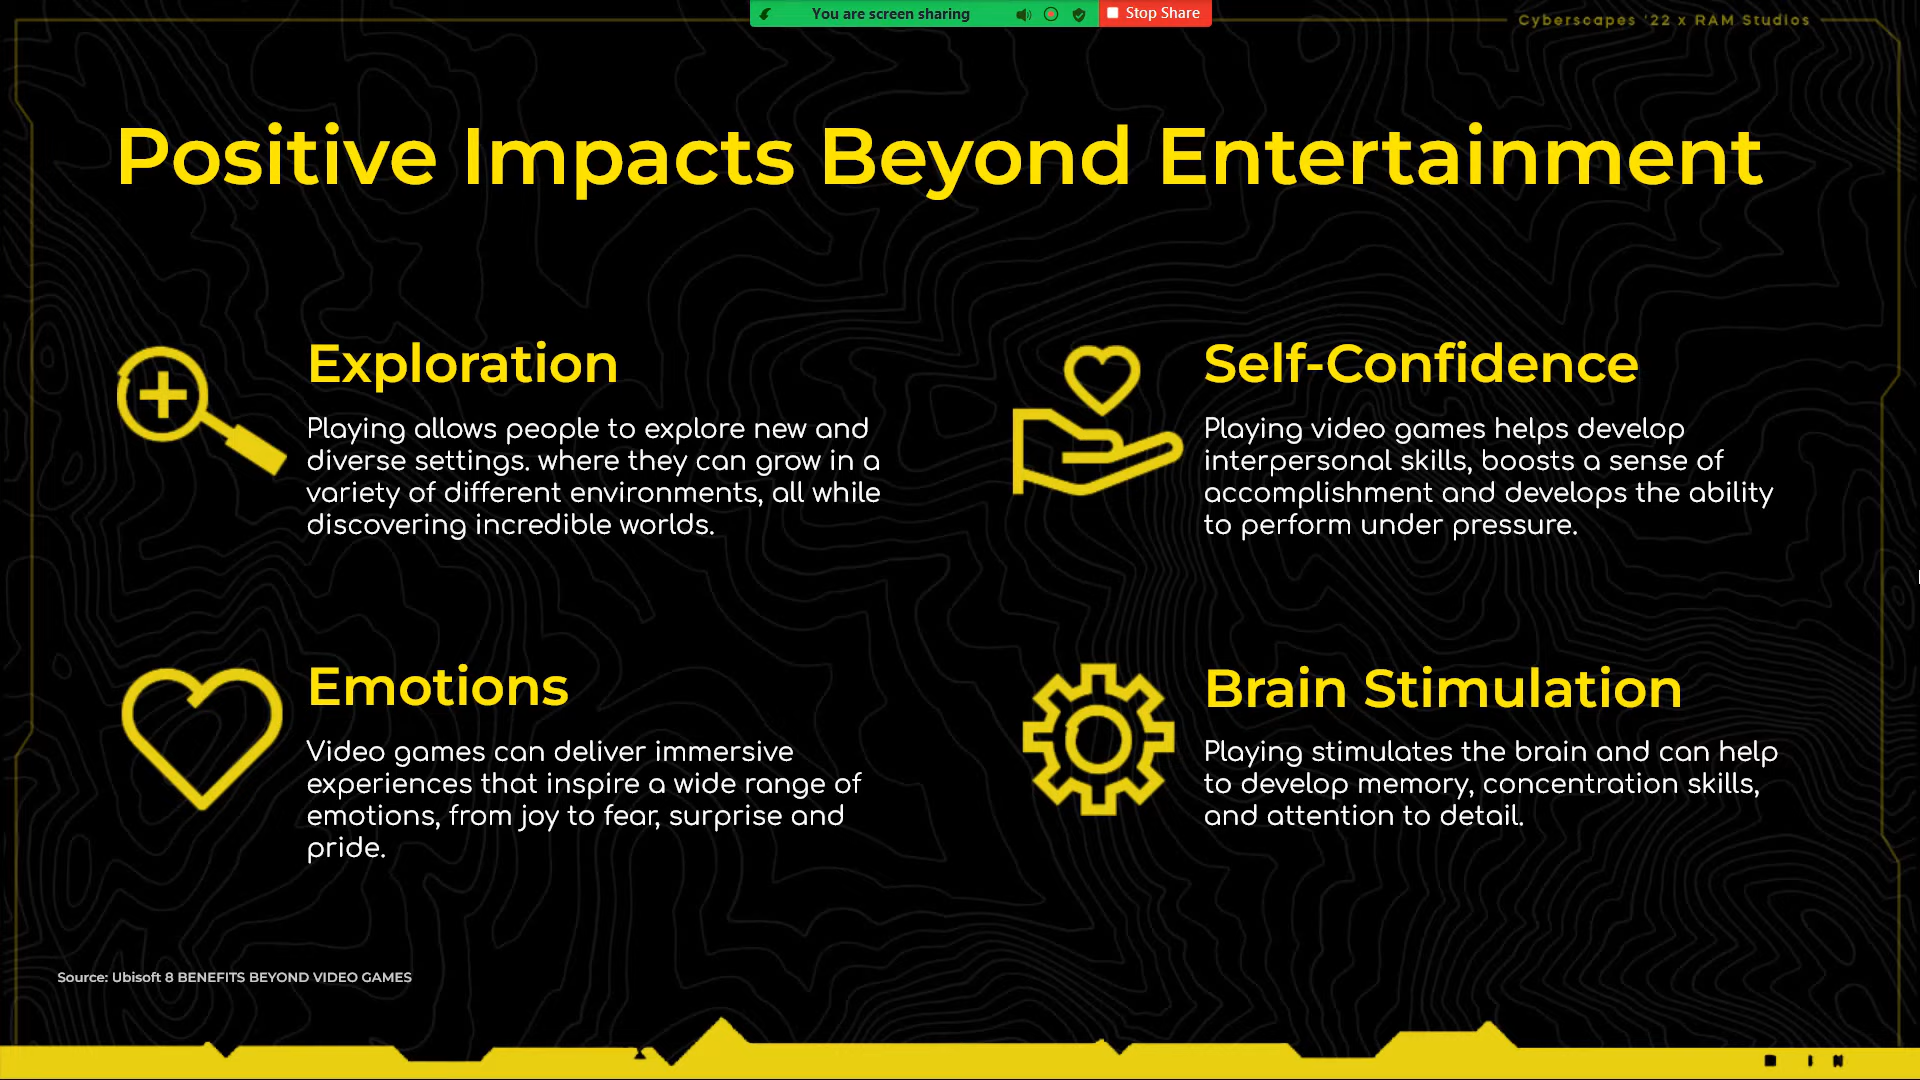 You are screen sharing
Stop Share
Cyberscapes '22 x RAM Studios
Positive Impacts Beyond Entertainment
Exploration
Playing allows people to explore new and
diverse settings. where they can grow in a
variety of different environments, all while
discovering incredible worlds.
Self-Confidence
Playing video games helps develop
interpersonal skills, boosts a sense of
accomplishment and develops the ability
to perform under pressure.
Emotions
Video games can deliver immersive
experiences that inspire a wide range of
emotions, from joy to fear, surprise and
pride.
Brain Stimulation
Playing stimulates the brain and can help
to develop memory, concentration skills,
and attention to detail.
Source: Ubisoft 8 BENEFITS BEYOND VIDEO GAMES